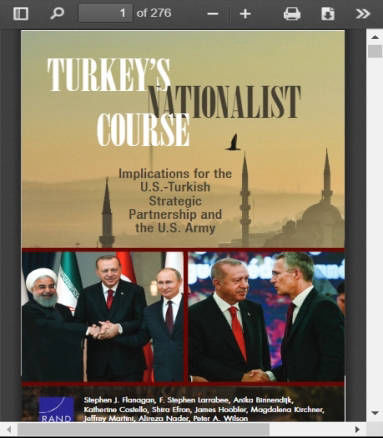 1 of 276
TURKEY'S
NATIONALIST
COURSE
Implications for the
U.S.-Turkish
Strategic
Partnership and
the U.S. Army
Stephen J. Flanagan, F. Stephen Larrabee, Anika Binnendijk,
Katherine Costello, Shira Efron, James Hoobler, Magdalena Kirchner,
Jeffrey Martini, Alireza Nader, Peter A. Wilson
RAND